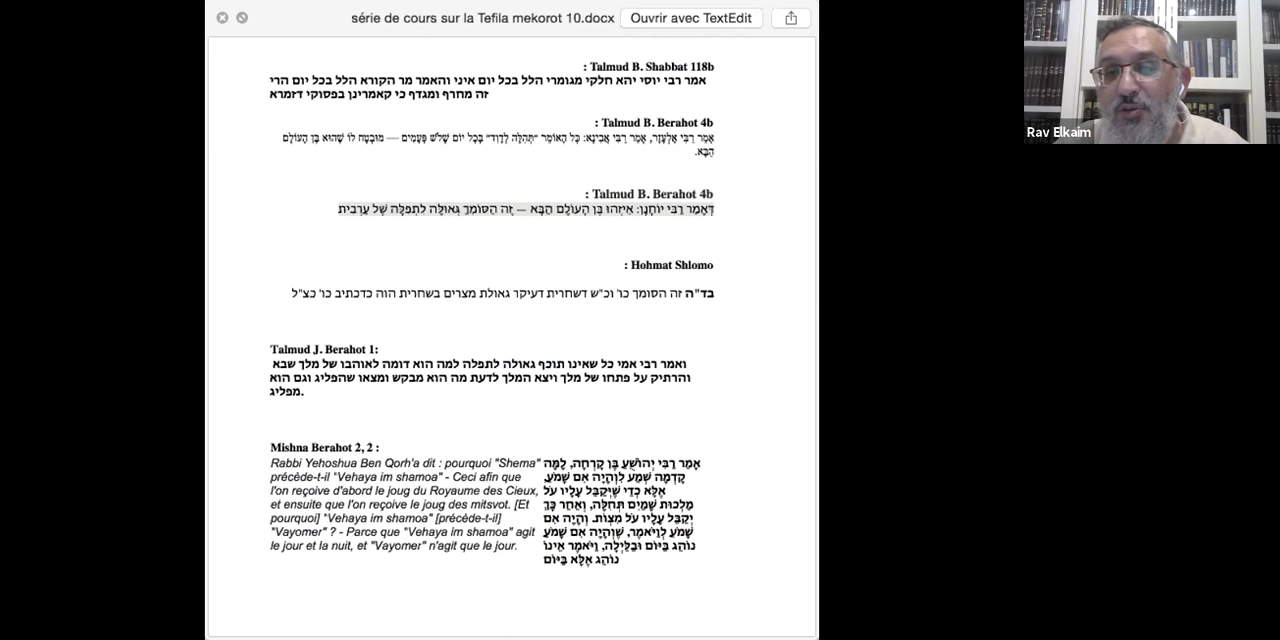 série de cours sur la Tefila mekorot 10.docx
Ouvrir avec TextEdit
Talmud B. Shabbat 118b :
אמר רבי יוסי יהא חלקי מגומרי הלל בכל יום איני והאמר מר הקורא הלל בכל יום הרי
זה מחרף ומגדף כי קאמרינן בפסוקי דזמרא
Talmud B. Berahot 4b :
אָמַר רַבִּי אֶלְעָזָר, אָמַר רַבִּי אֲבִינָא: כׇּל הָאוֹמֵר ״תְּהִלָּה לְדָוִד״ בְּכָל יוֹם שָׁלֹשׁ פְּעָמִים — מוּבְטָח לוֹ שֶׁהוּא בֶּן הָעוֹלָם
הַבָּא.
Talmud B. Berahot 4b :
דְּאָמַר רַבִּי יוֹחָנָן: אֵיזֶהוּ בֶּן הָעוֹלָם הַבָּא — זֶה הַסּוֹמֵךְ גְּאוּלָּה לִתְפִלָּה שֶׁל עַרְבִית
Hohmat Shlomo :
בד"ה זה הסומך כו' וכ"ש דשחרית דעיקר גאולת מצרים בשחרית הוה כדכתיב כו' כצ"ל
Talmud J. Berahot 1:
ואמר רבי אמי כל שאינו תוכף גאולה לתפלה למה הוא דומה לאוהבו של מלך שבא
והרתיק על פתחו של מלך ויצא המלך לדעת מה הוא מבקש ומצאו שהפליג וגם הוא
מפליג.
Mishna Berahot 2, 2 :
Rabbi Yehoshua Ben Qorh'a dit : pourquoi "Shema"
précède-t-il "Vehaya im shamoa" - Ceci afin que
l'on reçoive d'abord le joug du Royaume des Cieux,
et ensuite que l'on reçoive le joug des mitsvot. [Et
pourquoi] "Vehaya im shamoa" [précède-t-il]
"Vayomer" ? - Parce que "Vehaya im shamoa" agit
le jour et la nuit, et "Vayomer" n'agit que le jour.
אָמַר רַבִּי יְהוֹשֻׁעַ בֶּן קָרְחָה, לָמָּה
קָדְמָה שְׁמַע לִוְהָיָה אִם שָׁמֹעַ,
אֶלָּא כְדֵי שֶׁיְּקַבֵּל עָלָיו עֹל
מַלְכוּת שָׁמַיִם תְּחִלָּה, וְאַחַר כָּךְ
יְקַבֵּל עָלָיו עֹל מִצְוֹת. וְהָיָה אִם
שָׁמֹעַ לְוַיֹּאמֶר, שֶׁוְּהָיָה אִם שָׁמֹעַ
נוֹהֵג בַּיּוֹם וּבַלַּיְלָה, וַיֹּאמֶר אֵינוֹ
נוֹהֵג אֶלָּא בַּיּוֹם
Rav Elkaim